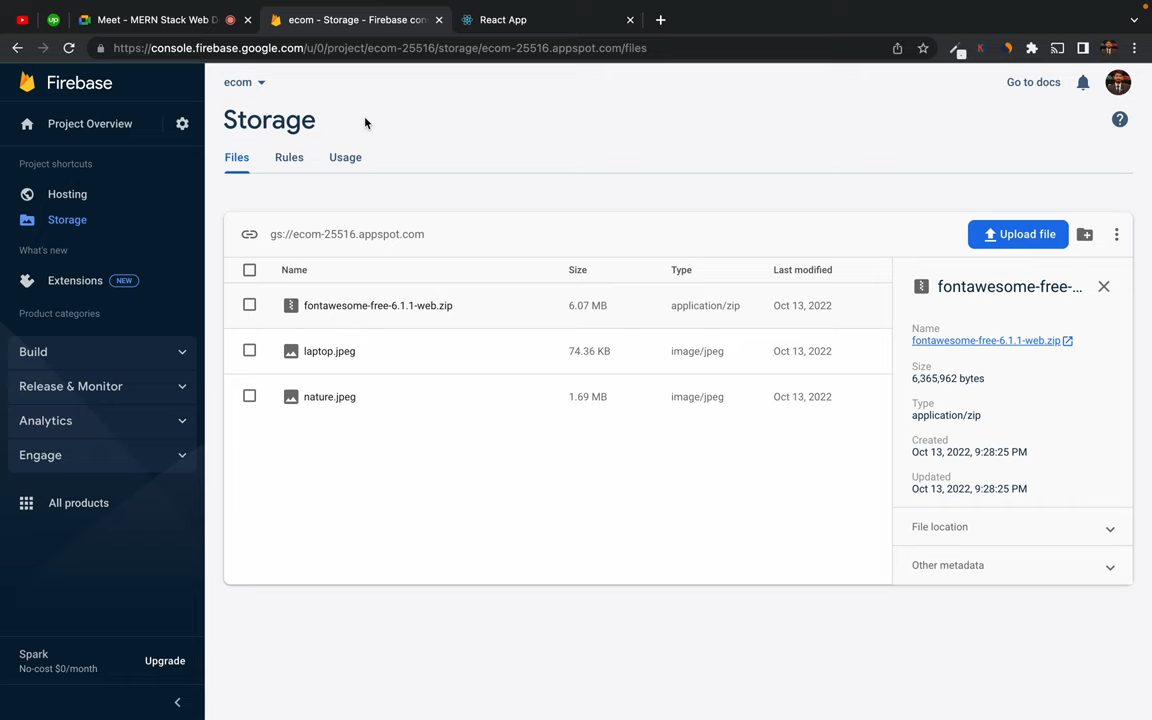 Meet - MERN Stack Web D
ecom - Storage - Firebase con
React App
https://console.firebase.google.com/u/0/project/ecom-25516/storage/ecom-25516.appspot.com/files
Firebase
Project Overview
Project shortcuts
Hosting
Storage
What's new
Extensions NEW
Product categories
Build
Release & Monitor
Analytics
Engage
All products
Spark
No-cost $0/month
Upgrade
ecom
Go to docs
Storage
Files Rules Usage
gs://ecom-25516.appspot.com
Upload file
Name Size Type Last modified
fontawesome-free-6.1.1-web.zip 6.07 MB application/zip Oct 13, 2022
laptop.jpeg 74.36 KB image/jpeg Oct 13, 2022
nature.jpeg 1.69 MB image/jpeg Oct 13, 2022
fontawesome-free-...
Name
fontawesome-free-6.1.1-web.zip
Size
6,365,962 bytes
Type
application/zip
Created
Oct 13, 2022, 9:28:25 PM
Updated
Oct 13, 2022, 9:28:25 PM
File location
Other metadata